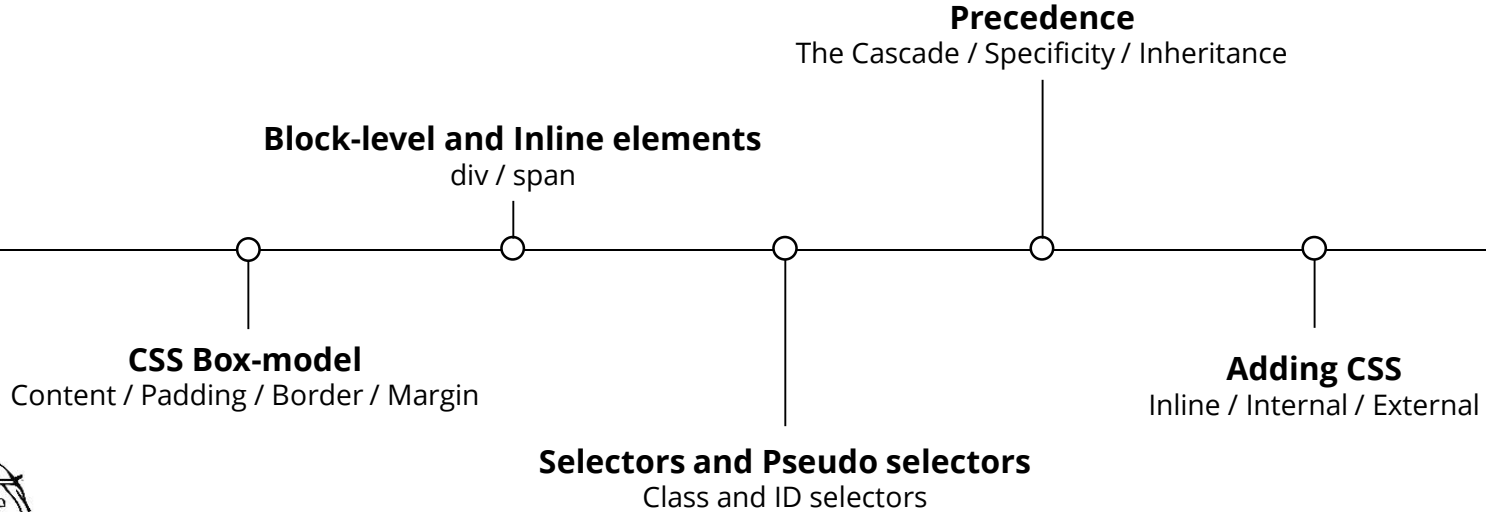 Precedence
The Cascade / Specificity / Inheritance
Block-level and Inline elements
div / span
CSS Box-model
Content / Padding / Border / Margin
Adding CSS
Inline / Internal / External
Selectors and Pseudo selectors
Class and ID selectors